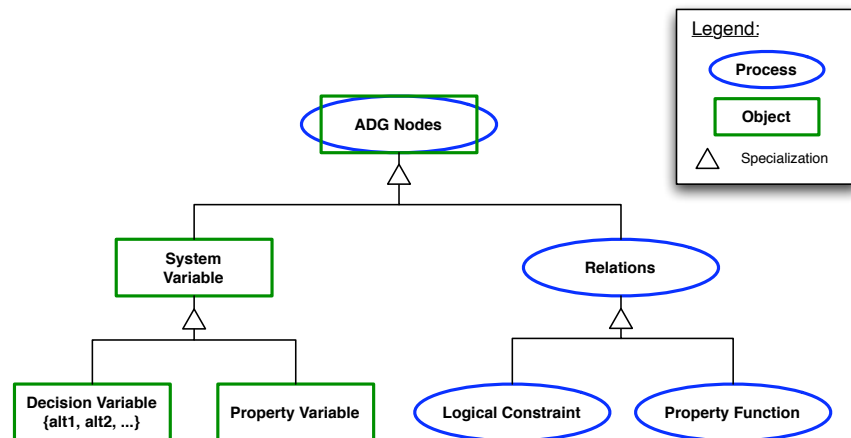 Legend:
Process
Object
Specialization
ADG Nodes
System
Variable
Relations
Decision Variable
{alt1, alt2, ...}
Property Variable
Logical Constraint
Property Function